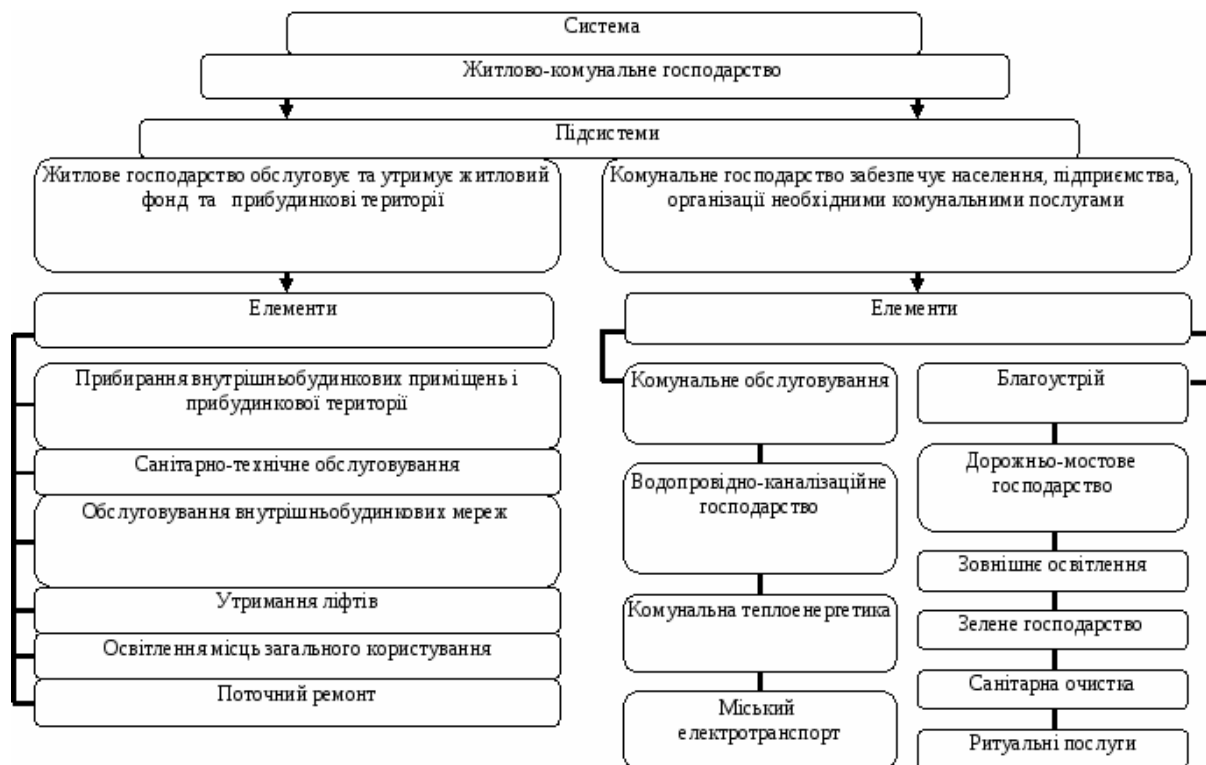 Система
Житлово-комунальне господарство
Підсистеми
Житлове господарство обслуговує та утримує житловий
фонд та прибудинкові території
Комунальне господарство забезпечує населення, підприємства,
організації необхідними комунальними послугами
Елементи
Прибирання внутрішньобудинкових приміщень і
прибудинкової території
Санітарно-технічне обслуговування
Обслуговування внутрішньобудинкових мереж
Утримання ліфтів
Освітлення місць загального користування
Поточний ремонт
Елементи
Комунальне обслуговування
Водопровідно-каналізаційне
господарство
Комунальна теплоенергетика
Міський
електротранспорт
Благоустрій
Дорожньо-мостове
господарство
Зовнішнє освітлення
Зелене господарство
Санітарна очистка
Ритуальні послуги